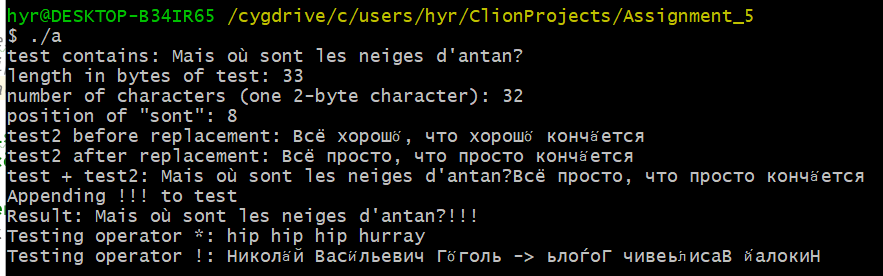 hyr@DESKTOP-B34IR65 /cygdrive/c/users/hyr/ClionProjects/Assignment_5
$ ./a
test contains: Mais où sont les neiges d'antan?
length in bytes of test: 33
number of characters (one 2-byte character): 32
position of "sont": 8
test2 before replacement: Всё хорошо́, что хорошо́ конча́ется
test2 after replacement: Всё просто, что просто конча́ется
test + test2: Mais où sont les neiges d'antan?Всё просто, что просто конча́ется
Appending !!! to test
Result: Mais où sont les neiges d'antan?!!!
Testing operator *: hip hip hip hurray
Testing operator !: Никола́й Васи́льевич Го́голь -> ьлоѓоГ чивеьл́исаВ й́алокиН